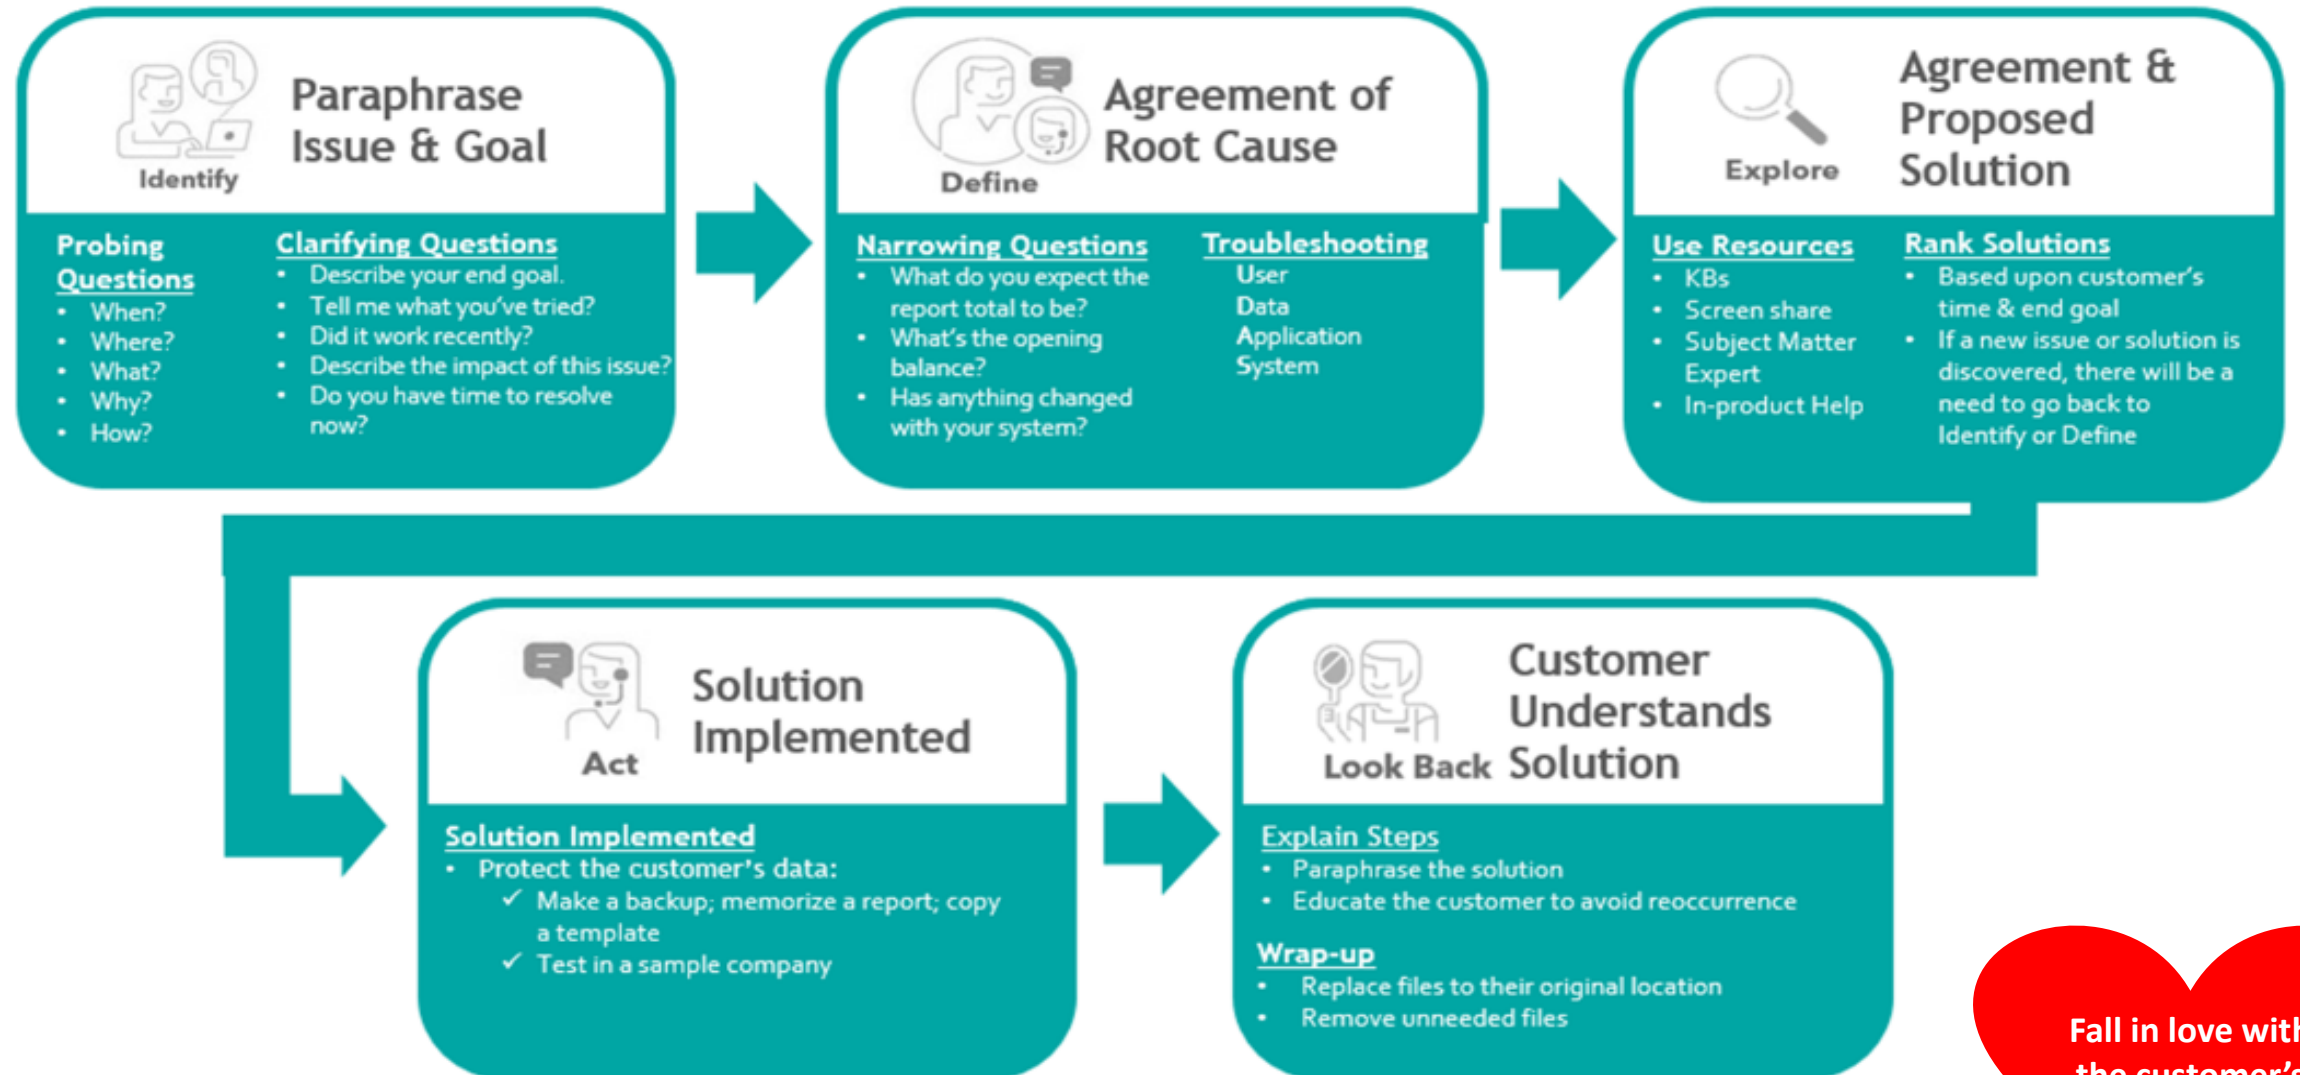 Identify
Paraphrase
Issue & Goal
Probing
Questions
• When?
• Where?
• What?
• Why?
• How?
Clarifying Questions
• Describe your end goal.
• Tell me what you've tried?
• Did it work recently?
• Describe the impact of this issue?
• Do you have time to resolve
now?
Define
Agreement of
Root Cause
Narrowing Questions
• What do you expect the
report total to be?
• What's the opening
balance?
• Has anything changed
with your system?
Troubleshooting
User
Data
Application
System
Explore
Agreement &
Proposed
Solution
Use Resources
• KBs
• Screen share
• Subject Matter
Expert
• In-product Help
Rank Solutions
• Based upon customer's
time & end goal
• If a new issue or solution is
discovered, there will be a
need to go back to
Identify or Define
Act
Solution
Implemented
Solution Implemented
• Protect the customer's data:
✓ Make a backup; memorize a report; copy
a template
✓ Test in a sample company
Look Back
Customer
Understands
Solution
Explain Steps
• Paraphrase the solution
• Educate the customer to avoid reoccurrence
Wrap-up
• Replace files to their original location
• Remove unneeded files
Fall in love with
the customer's